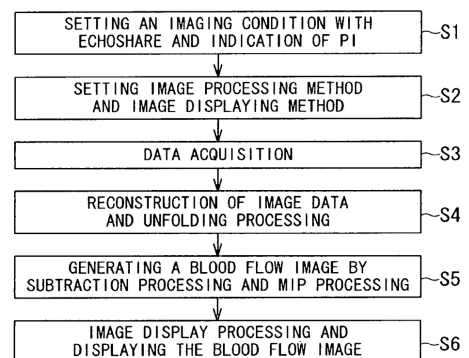 SETTING AN IMAGING CONDITION WITH
ECHOSHARE AND INDICATION OF PI
S1
SETTING IMAGE PROCESSING METHOD
AND IMAGE DISPLAYING METHOD
S2
DATA ACQUISITION
S3
RECONSTRUCTION OF IMAGE DATA
AND UNFOLDING PROCESSING
S4
GENERATING A BLOOD FLOW IMAGE BY
SUBTRACTION PROCESSING AND MIP PROCESSING
S5
IMAGE DISPLAY PROCESSING AND
DISPLAYING THE BLOOD FLOW IMAGE
S6